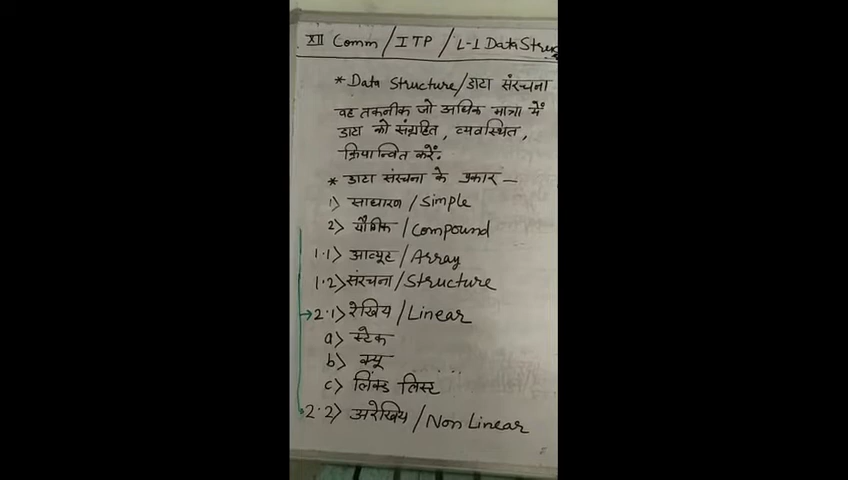 XII Comm / ITP / L-1 Data Struc
* Data Structure / डाटा संरचना
वह तकनीक जो अधिक मात्रा में
डाटा को संग्रहित, व्यवस्थित,
क्रियान्वित करें.
* डाटा संरचना के प्रकार —
1) साधारण / Simple
2) यौगिक / Compound
1.1) आव्यूह / Array
1.2) संरचना / Structure
→ 2.1) रेखिय / Linear
a) स्टेक
b) क्यू
c) लिंक्ड लिस्ट
2.2) अरेखिय / Non Linear